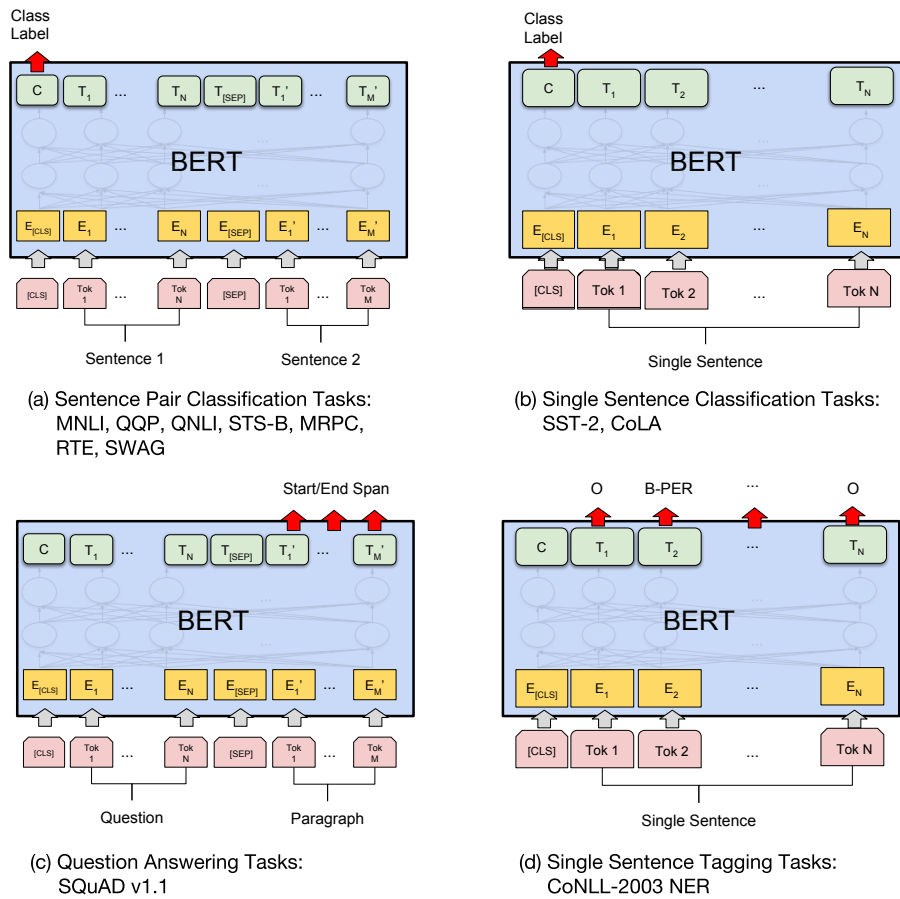 Class
Label
C T1 ... TN T[SEP] T1' ... TM'
...
BERT
...
E[CLS] E1 ... EN E[SEP] E1' ... EM'
[CLS] Tok 1 ... Tok N [SEP] Tok 1 ... Tok M
Sentence 1 Sentence 2
(a) Sentence Pair Classification Tasks:
MNLI, QQP, QNLI, STS-B, MRPC,
RTE, SWAG
Class
Label
C T1 T2 ... TN
...
BERT
...
E[CLS] E1 E2 ... EN
[CLS] Tok 1 Tok 2 ... Tok N
Single Sentence
(b) Single Sentence Classification Tasks:
SST-2, CoLA
Start/End Span
C T1 ... TN T[SEP] T1' ... TM'
...
BERT
...
E[CLS] E1 ... EN E[SEP] E1' ... EM'
[CLS] Tok 1 ... Tok N [SEP] Tok 1 ... Tok M
Question Paragraph
(c) Question Answering Tasks:
SQuAD v1.1
O B-PER ... O
C T1 T2 ... TN
...
BERT
...
E[CLS] E1 E2 ... EN
[CLS] Tok 1 Tok 2 ... Tok N
Single Sentence
(d) Single Sentence Tagging Tasks:
CoNLL-2003 NER